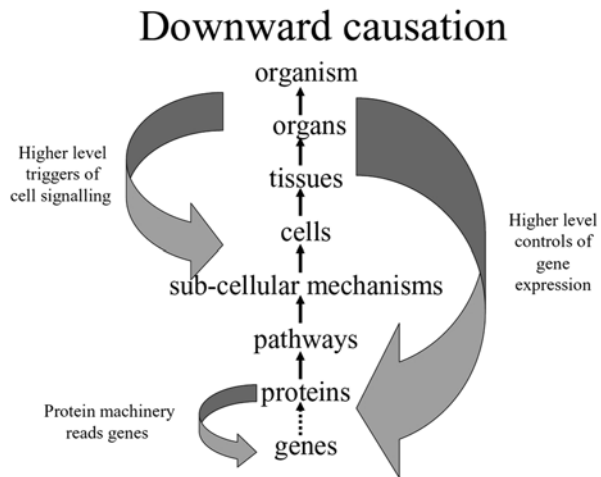 Downward causation
organism
organs
tissues
cells
sub-cellular mechanisms
pathways
proteins
genes
Higher level
triggers of
cell signalling
Higher level
controls of
gene
expression
Protein machinery
reads genes